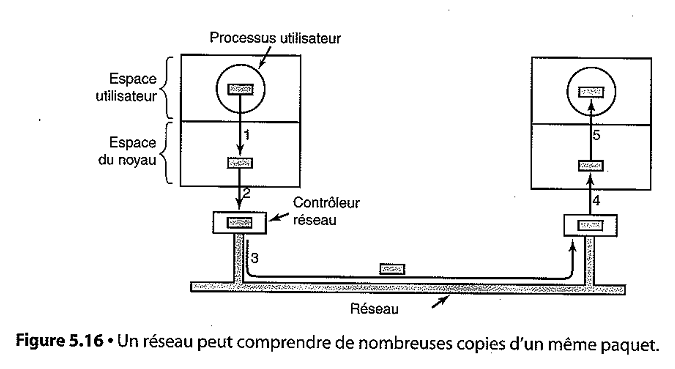 Processus utilisateur
Espace
utilisateur
Espace
du noyau
1
2
Contrôleur
réseau
3
Réseau
5
4
Figure 5.16 • Un réseau peut comprendre de nombreuses copies d'un même paquet.